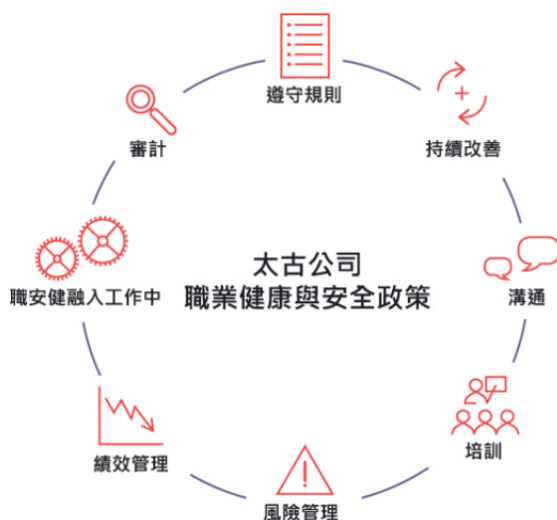 遵守規則
審計
持續改善
職安健融入工作中
太古公司
職業健康與安全政策
溝通
績效管理
培訓
風險管理